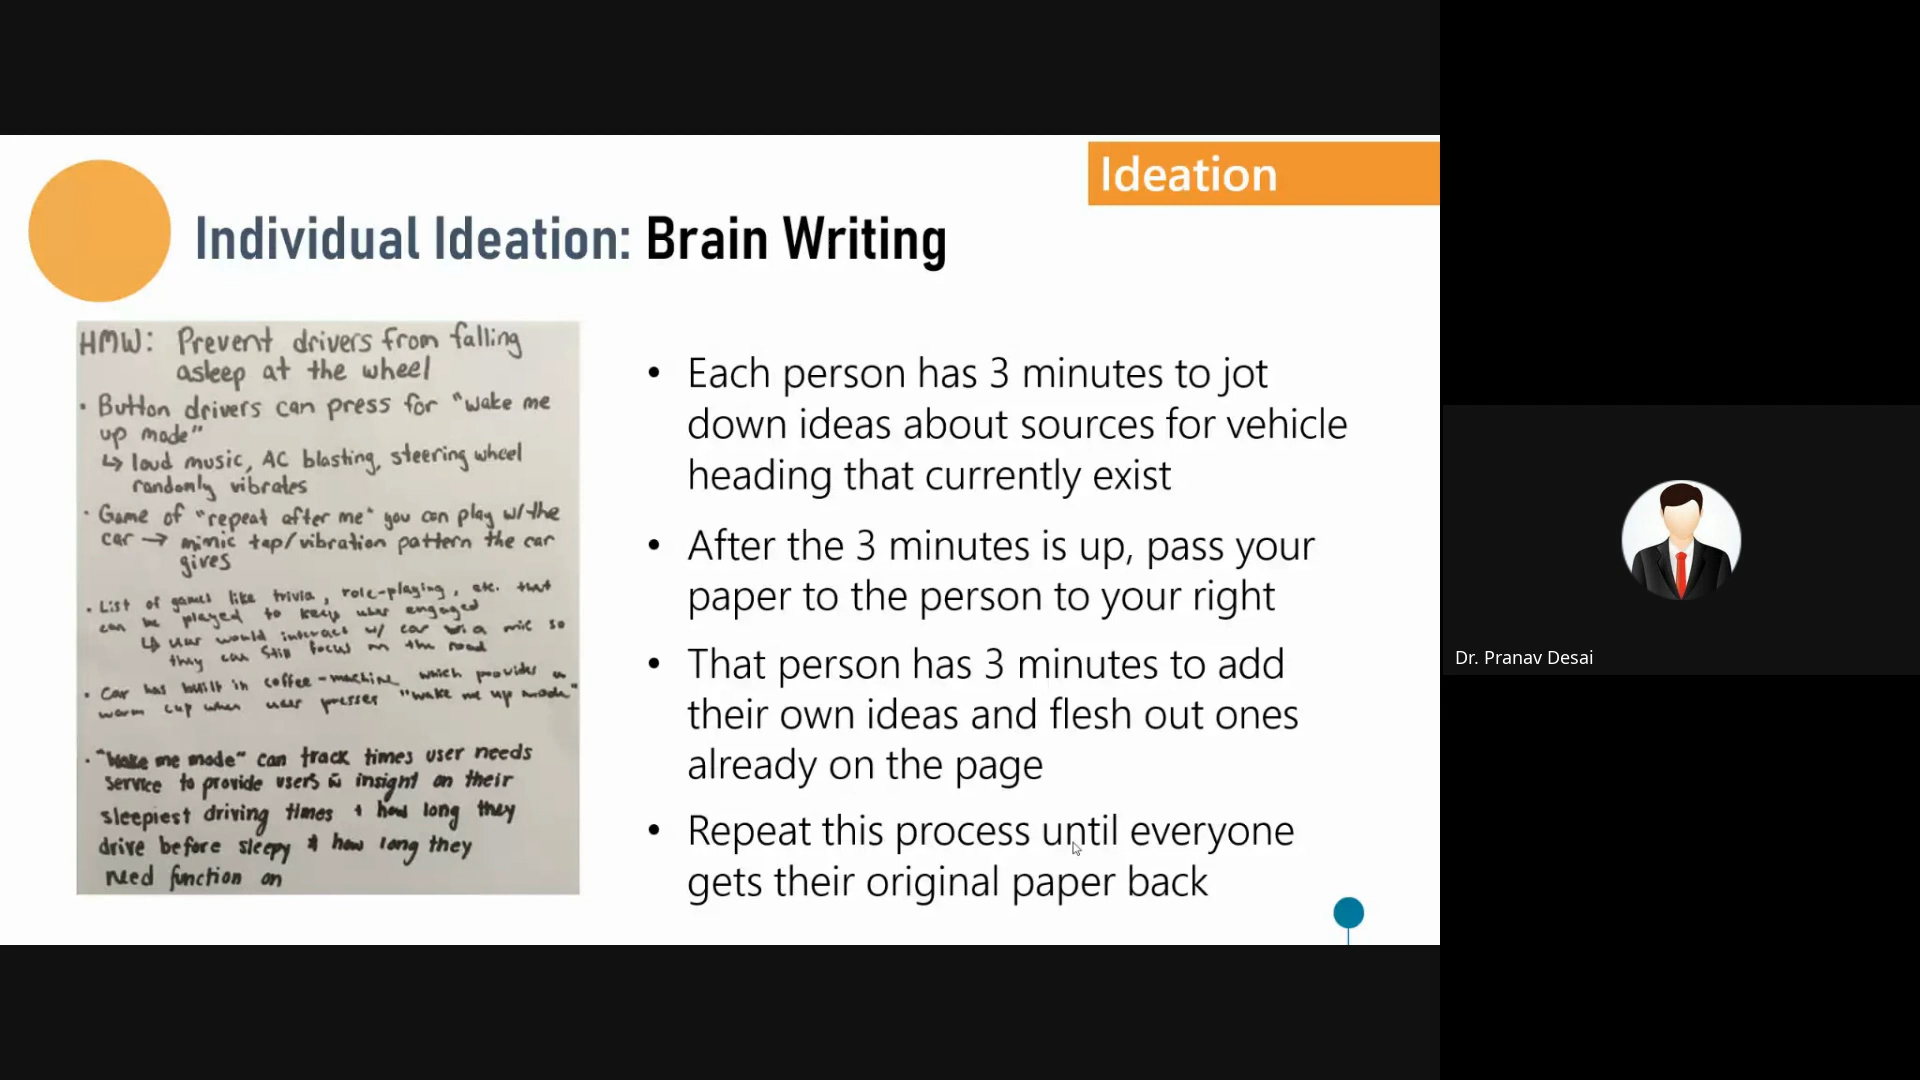 Ideation
Individual Ideation: Brain Writing
HMW: Prevent drivers from falling
asleep at the wheel
• Button drivers can press for "wake me
up mode"
↳ loud music, AC blasting, steering wheel
randomly vibrates
• Game of "repeat after me" you can play w/ the
car → mimic tap/vibration pattern the car
gives
• List of games like trivia, role-playing, etc. that
can be played to keep user engaged
↳ user would interact w/ car via mic so
they can still focus on the road
• Car has built in coffee-machine which provides a
warm cup when user presses "wake me up mode"
• "Wake me mode" can track times user needs
service to provide users w insight on their
sleepiest driving times + how long they
drive before sleepy + how long they
need function on
• Each person has 3 minutes to jot
down ideas about sources for vehicle
heading that currently exist
• After the 3 minutes is up, pass your
paper to the person to your right
• That person has 3 minutes to add
their own ideas and flesh out ones
already on the page
• Repeat this process until everyone
gets their original paper back
Dr. Pranav Desai